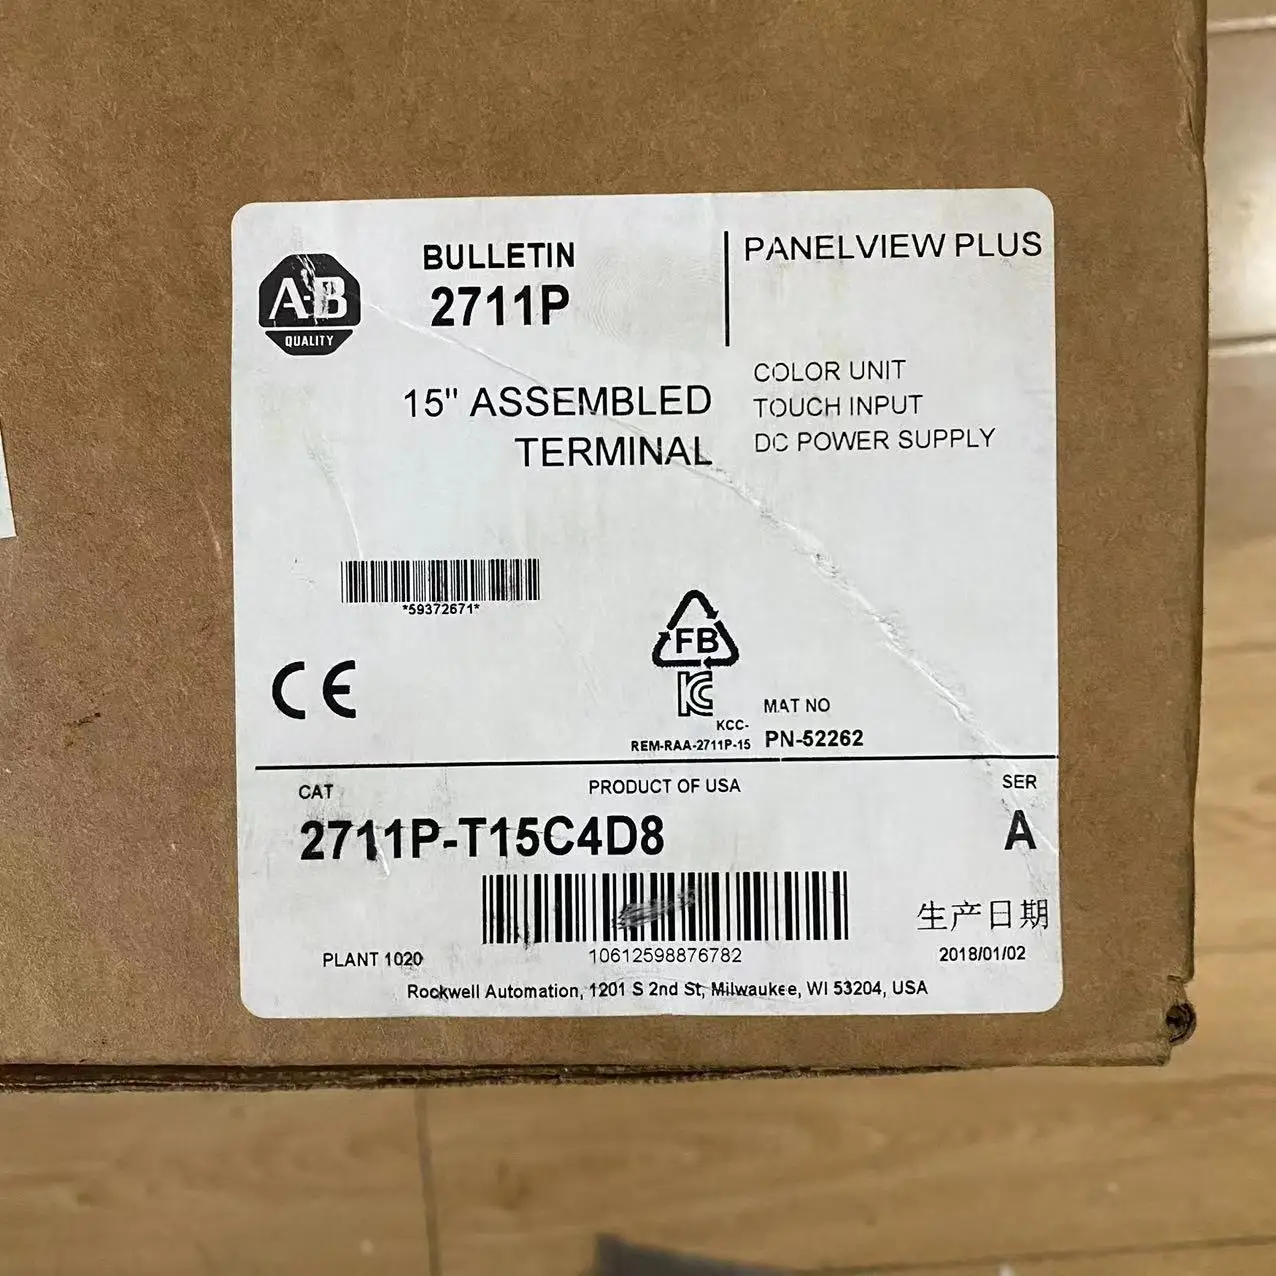 A-B
QUALITY
BULLETIN
2711P
PANELVIEW PLUS
15" ASSEMBLED
TERMINAL
COLOR UNIT
TOUCH INPUT
DC POWER SUPPLY
*59372671*
CE
FB
KC
KCC-
REM-RAA-2711P-15
MAT NO
PN-52262
CAT
PRODUCT OF USA
SER
2711P-T15C4D8
A
PLANT 1020
10612598876782
生产日期
2018/01/02
Rockwell Automation, 1201 S 2nd St, Milwaukee, WI 53204, USA